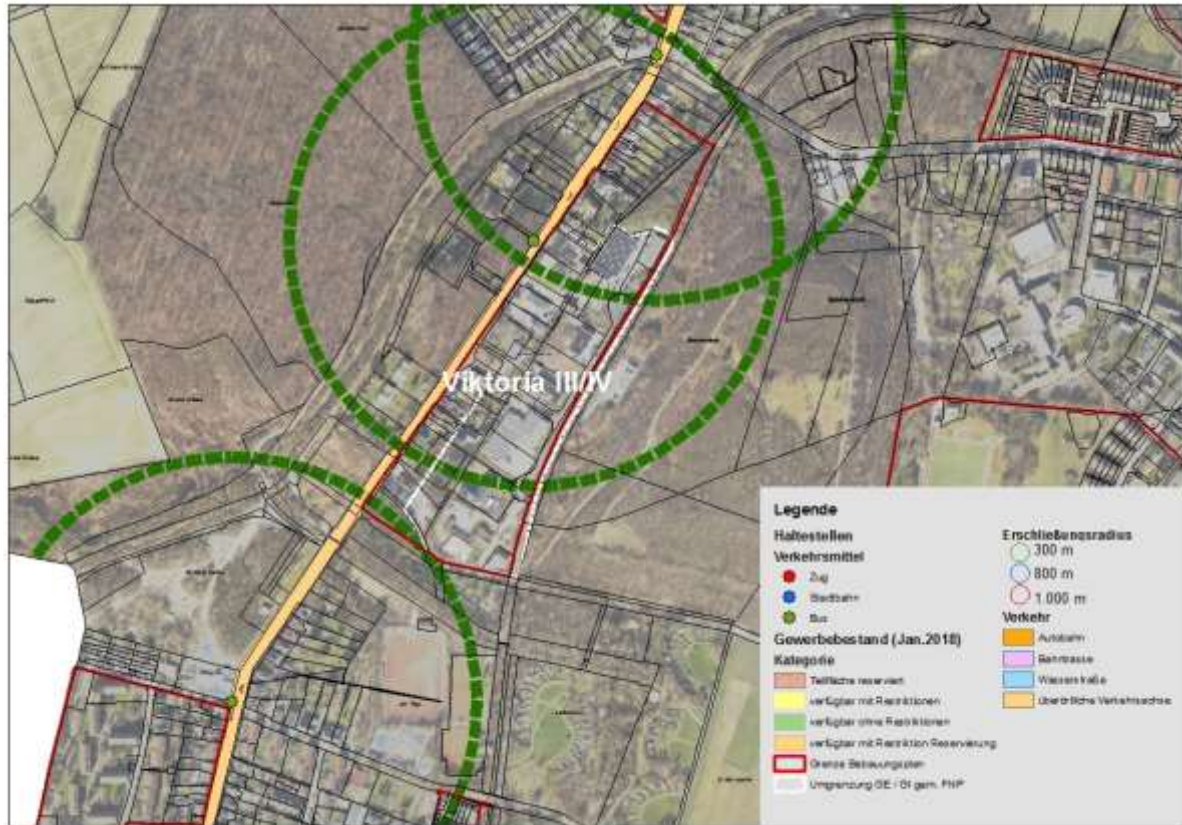 Viktoria III/IV
Legende
Haltestellen
Verkehrsmittel
Zug
Stadtbahn
Bus
Gewerbebestand (Jan.2018)
Kategorie
Teilfläche reserviert
verfügbar mit Restriktionen
verfügbar ohne Restriktionen
verfügbar mit Restriktion Reservierung
Grenze Bebauungsplan
Umgrenzung GE / GI gem. FNP
Erschließungsradius
300 m
800 m
1.000 m
Verkehr
Autobahn
Bahntrasse
Wasserstraße
überörtliche Verkehrsachse